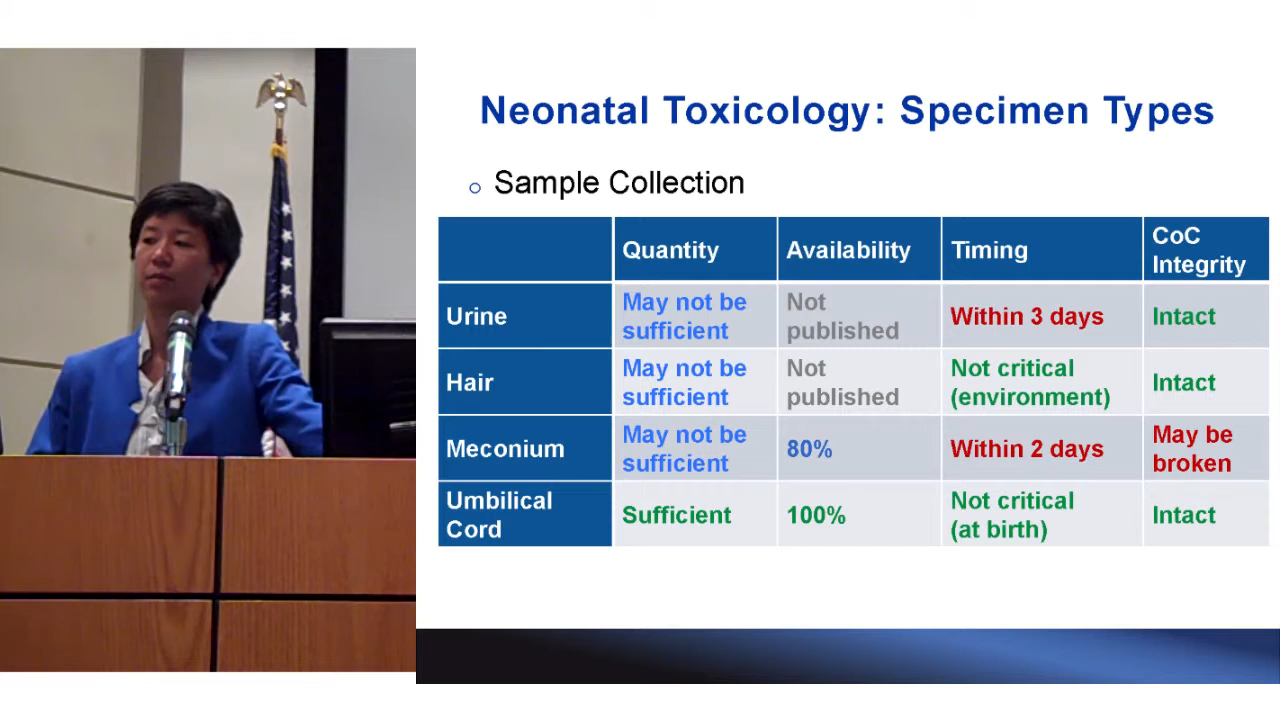 Neonatal Toxicology: Specimen Types
Sample Collection
Quantity Availability Timing CoC Integrity
Urine May not be sufficient Not published Within 3 days Intact
Hair May not be sufficient Not published Not critical (environment) Intact
Meconium May not be sufficient 80% Within 2 days May be broken
Umbilical Cord Sufficient 100% Not critical (at birth) Intact